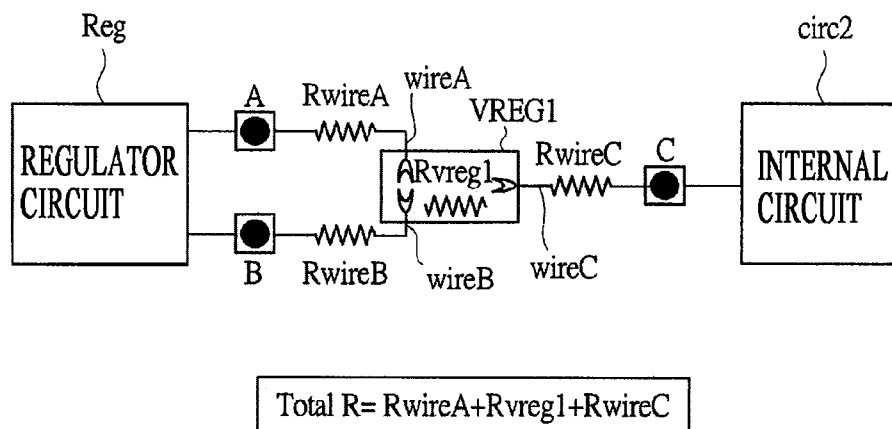 Reg
circ2
A
RwireA
wireA
VREG1
RwireC
C
REGULATOR
CIRCUIT
Rvreg1
INTERNAL
CIRCUIT
B
RwireB
wireB
wireC
Total R= RwireA+Rvreg1+RwireC